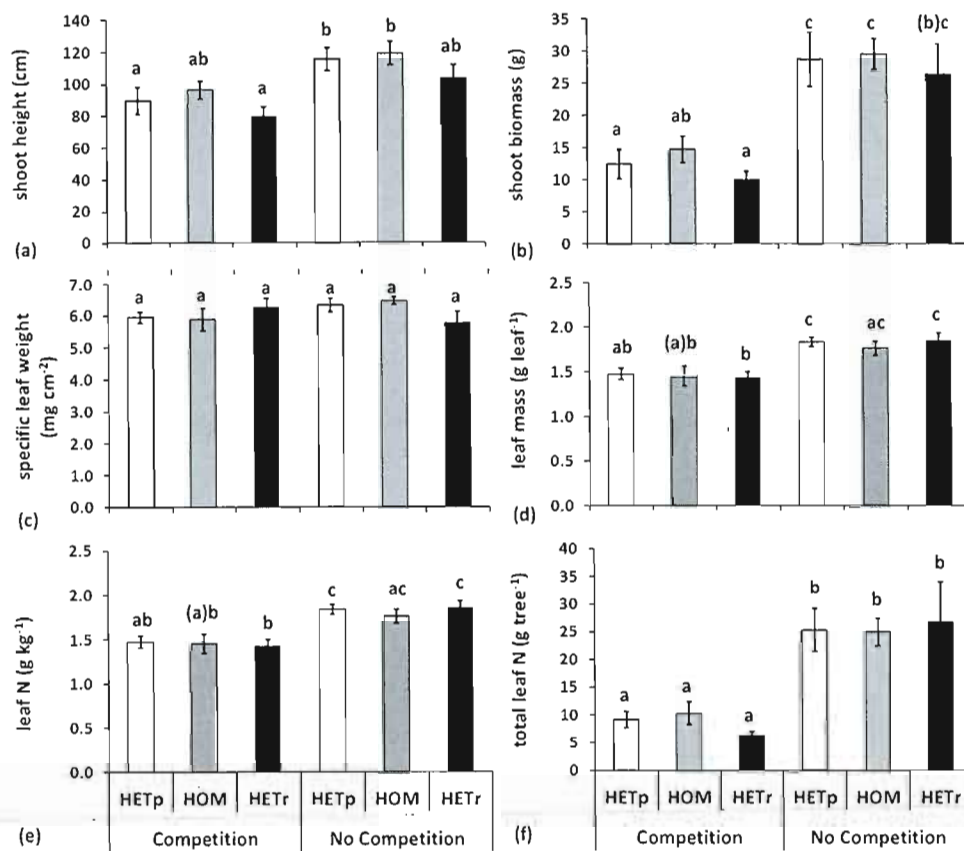 shoot height (cm)
140
120
100
80
60
40
20
0
a
ab
a
b
b
ab
(a)
shoot biomass (g)
35
30
25
20
15
10
5
0
a
ab
a
c
c
(b)c
(b)
specific leaf weight
(mg cm⁻²)
7.0
6.0
5.0
4.0
3.0
2.0
1.0
0.0
a
a
a
a
a
a
(c)
leaf mass (g leaf⁻¹)
2.5
2.0
1.5
1.0
0.5
0.0
ab
(a)b
b
c
ac
c
(d)
leaf N (g kg⁻¹)
2.5
2.0
1.5
1.0
0.5
0.0
ab
(a)b
b
c
ac
c
HETp HOM HETr HETp HOM HETr
Competition No Competition
(e)
total leaf N (g tree⁻¹)
40
35
30
25
20
15
10
5
0
a
a
a
b
b
b
HETp HOM HETr HETp HOM HETr
Competition No Competition
(f)